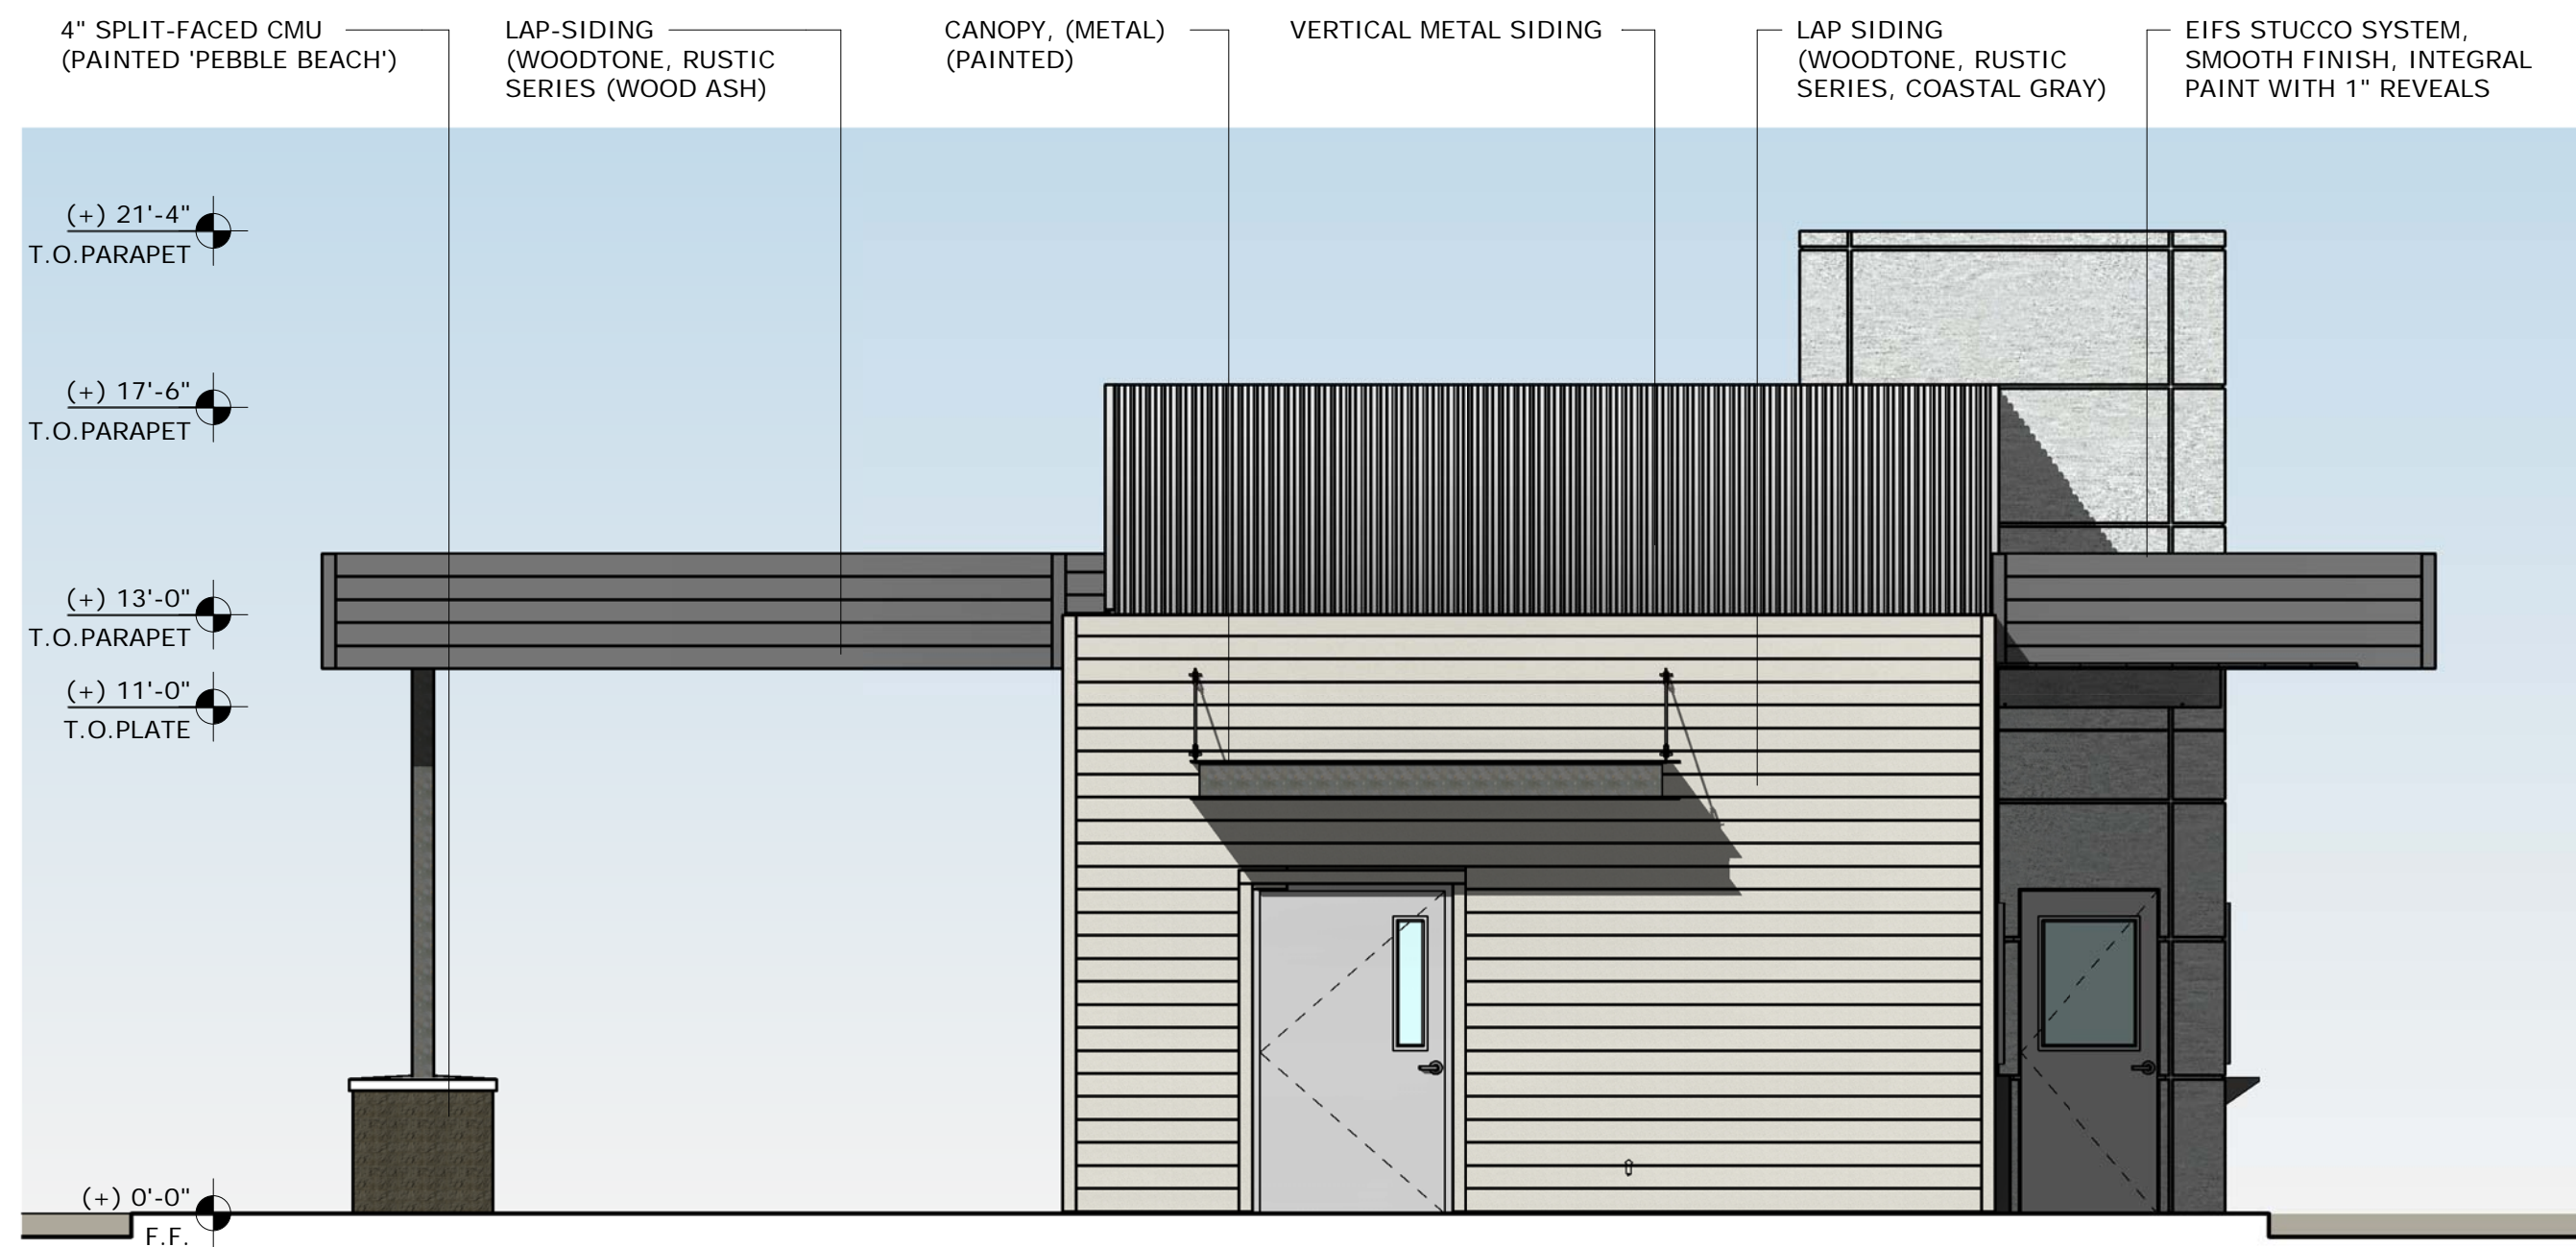 4" SPLIT-FACED CMU
(PAINTED 'PEBBLE BEACH')
LAP-SIDING
(WOODTONE, RUSTIC
SERIES (WOOD ASH)
CANOPY, (METAL)
(PAINTED)
VERTICAL METAL SIDING
LAP SIDING
(WOODTONE, RUSTIC
SERIES, COASTAL GRAY)
EIFS STUCCO SYSTEM,
SMOOTH FINISH, INTEGRAL
PAINT WITH 1" REVEALS
(+) 21'-4"
T.O.PARAPET
(+) 17'-6"
T.O.PARAPET
(+) 13'-0"
T.O.PARAPET
(+) 11'-0"
T.O.PLATE
(+) 0'-0"
F.F.